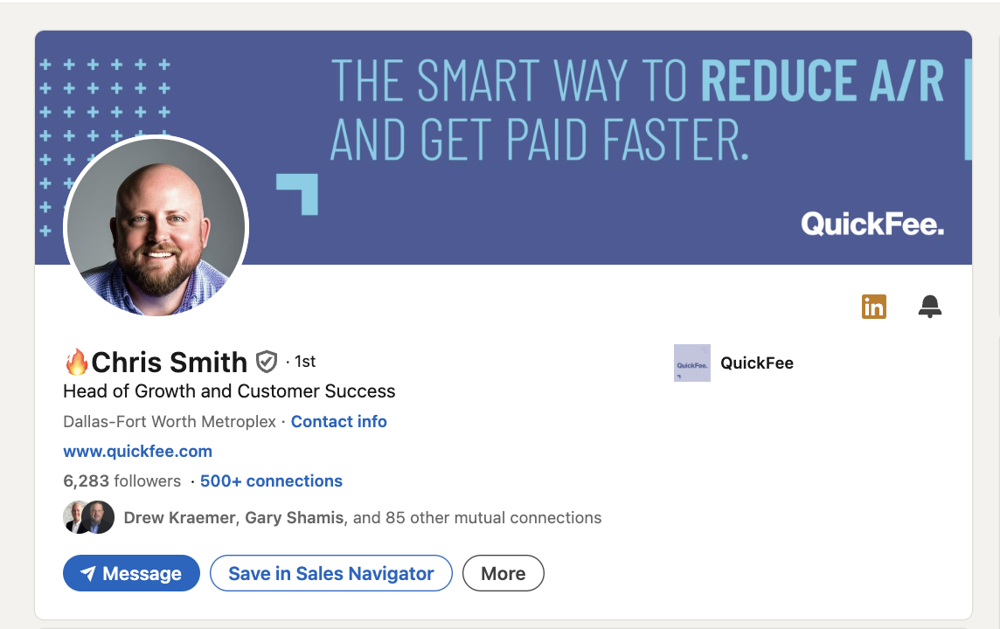 THE SMART WAY TO REDUCE A/R
AND GET PAID FASTER.
QuickFee.
in
🔥Chris Smith · 1st
QuickFee.
QuickFee
Head of Growth and Customer Success
Dallas-Fort Worth Metroplex · Contact info
www.quickfee.com
6,283 followers · 500+ connections
Drew Kraemer, Gary Shamis, and 85 other mutual connections
Message
Save in Sales Navigator
More